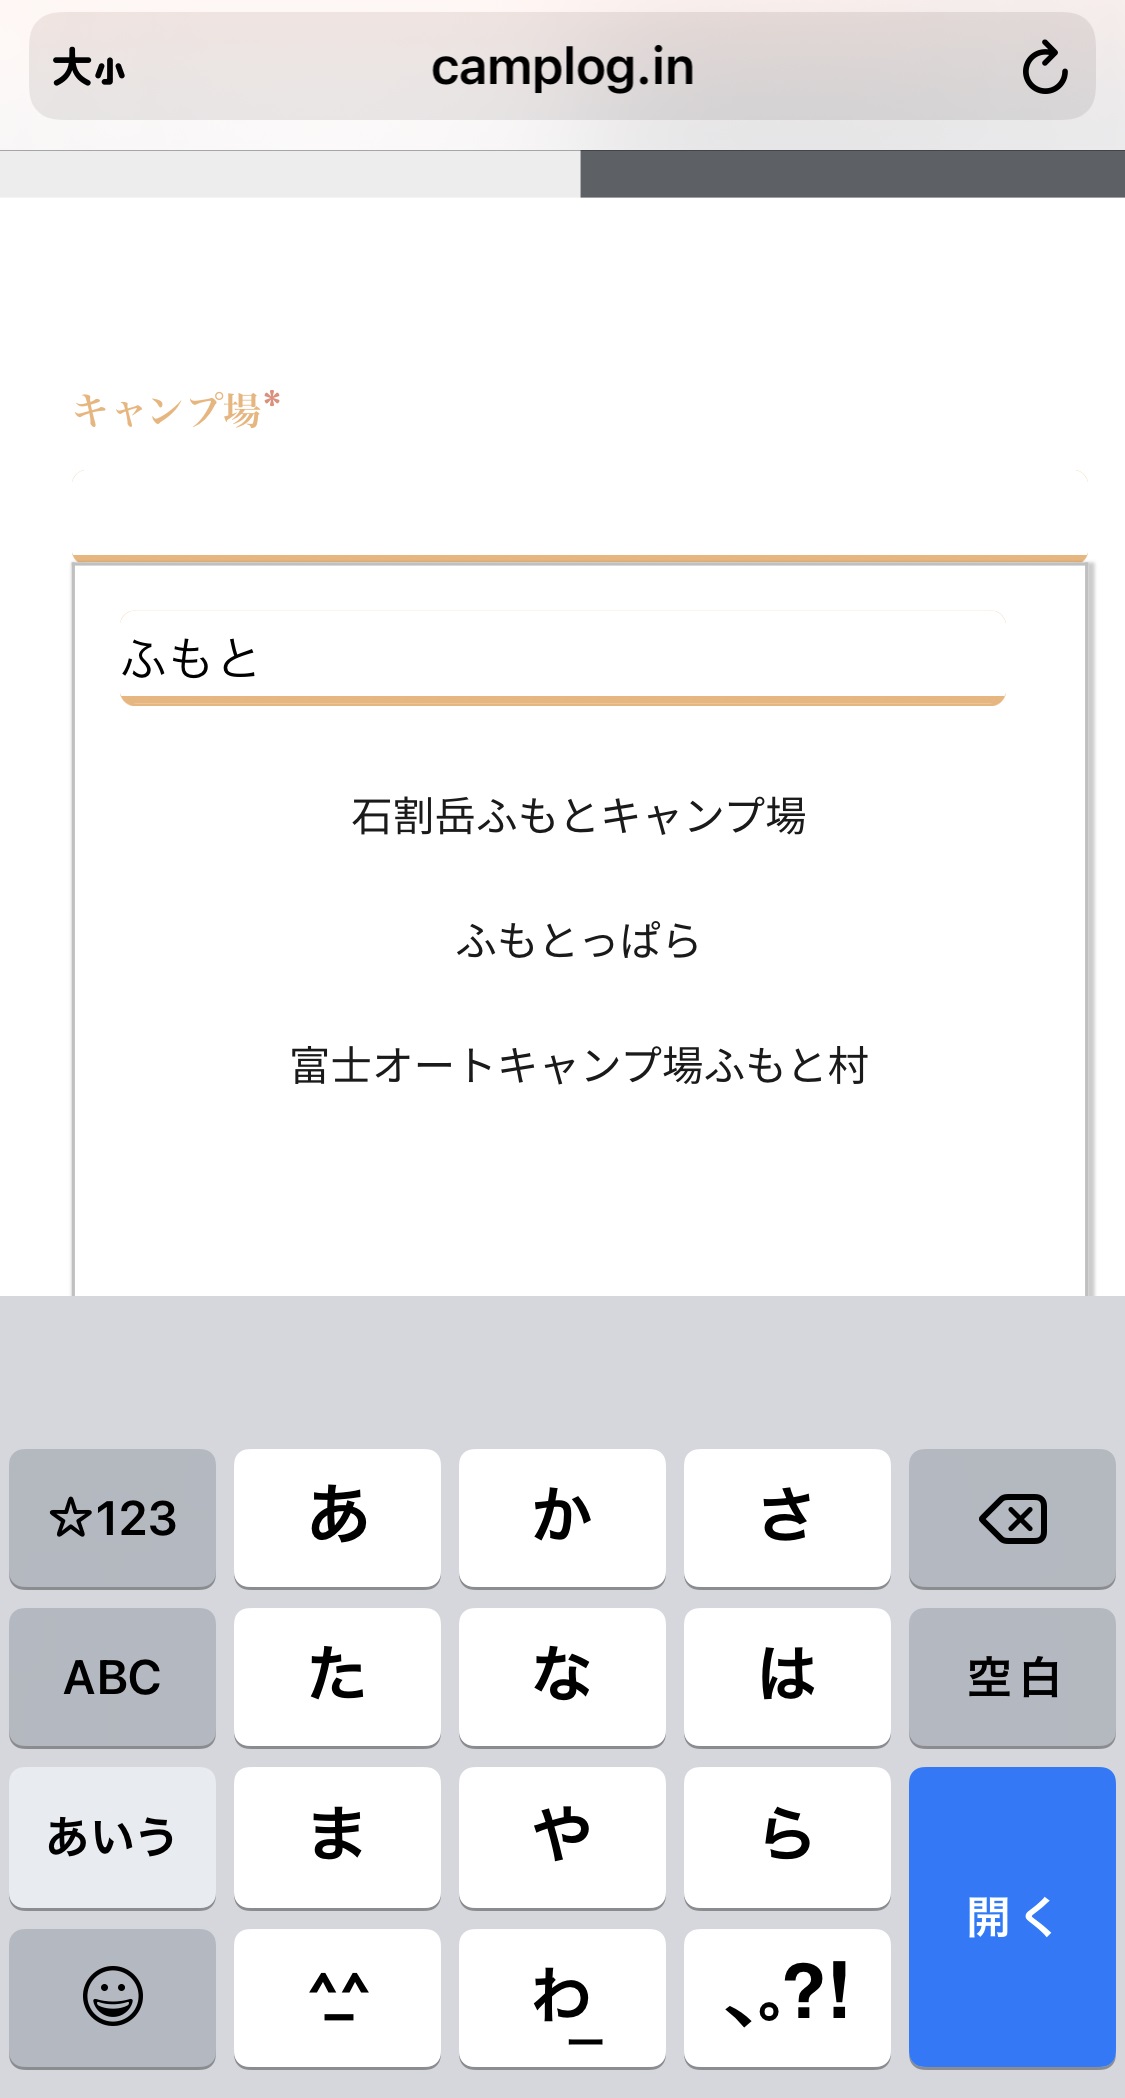 大小 camplog.in
キャンプ場*
ふもと
石割岳ふもとキャンプ場
ふもとっぱら
富士オートキャンプ場ふもと村
☆123 あ か さ
ABC た な は 空白
あいう ま や ら 開く
^_^ わ_ 、。?!